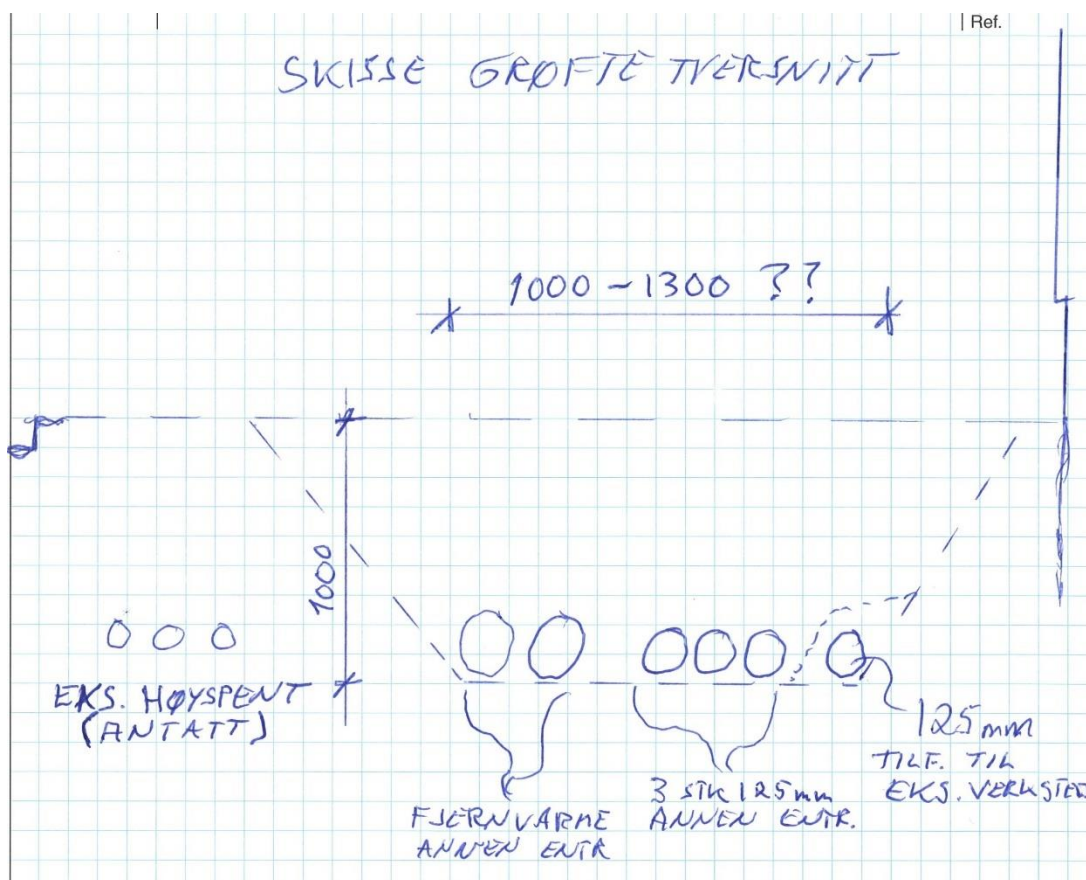 Ref.
SKISSE GRØFTE TVERSNITT
1000-1300 ??
1000
EKS. HØYSPENT
(ANTATT)
125mm
TILF. TIL
EKS. VERKSTED
3 STK 125mm
ANNEN ENTR.
FJERNVARME
ANNEN ENTR